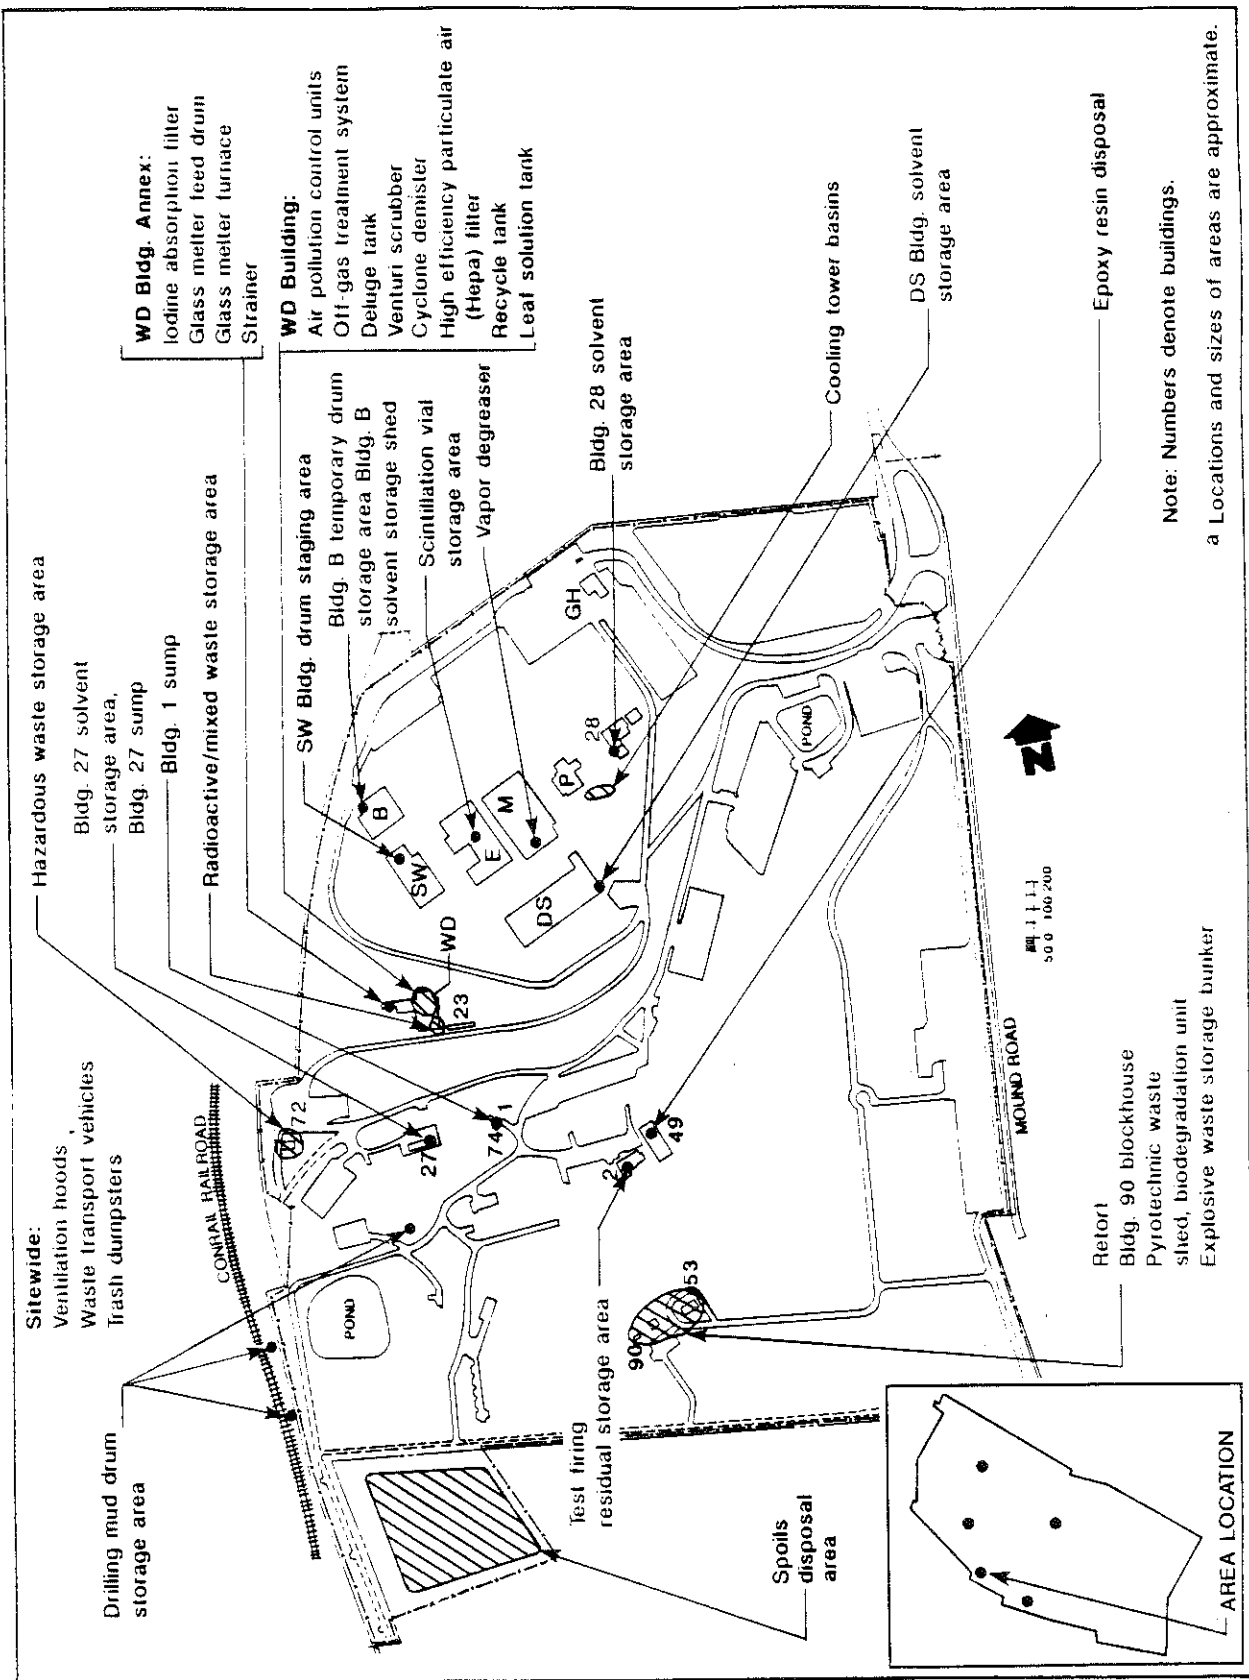 Sitewide:
Ventilation hoods
Waste transport vehicles
Trash dumpsters
Drilling mud drum
storage area
Hazardous waste storage area
Bldg. 27 solvent
storage area,
Bldg. 27 sump
Bldg. 1 sump
Radioactive/mixed waste storage area
WD Bldg. Annex:
Iodine absorption filter
Glass melter feed drum
Glass melter furnace
Strainer
WD Building:
Air pollution control units
Off-gas treatment system
Deluge tank
Venturi scrubber
Cyclone demister
High efficiency particulate air
(Hepa) filter
Recycle tank
Leaf solution tank
SW Bldg. drum staging area
Bldg. B temporary drum
storage area Bldg. B
solvent storage shed
Scintillation vial
storage area
Vapor degreaser
Bldg. 28 solvent
storage area
Cooling tower basins
DS Bldg. solvent
storage area
Epoxy resin disposal
CONRAIL RAILROAD
72
POND
27
74
1
23
WD
SW
B
E
M
DS
P
28
GH
POND
49
2
90
53
Test firing
residual storage area
Spoils
disposal
area
Retort
Bldg. 90 blockhouse
Pyrotechnic waste
shed, biodegradation unit
Explosive waste storage bunker
MOUND ROAD
50 0 100 200
N
AREA LOCATION
Note: Numbers denote buildings.
a Locations and sizes of areas are approximate.